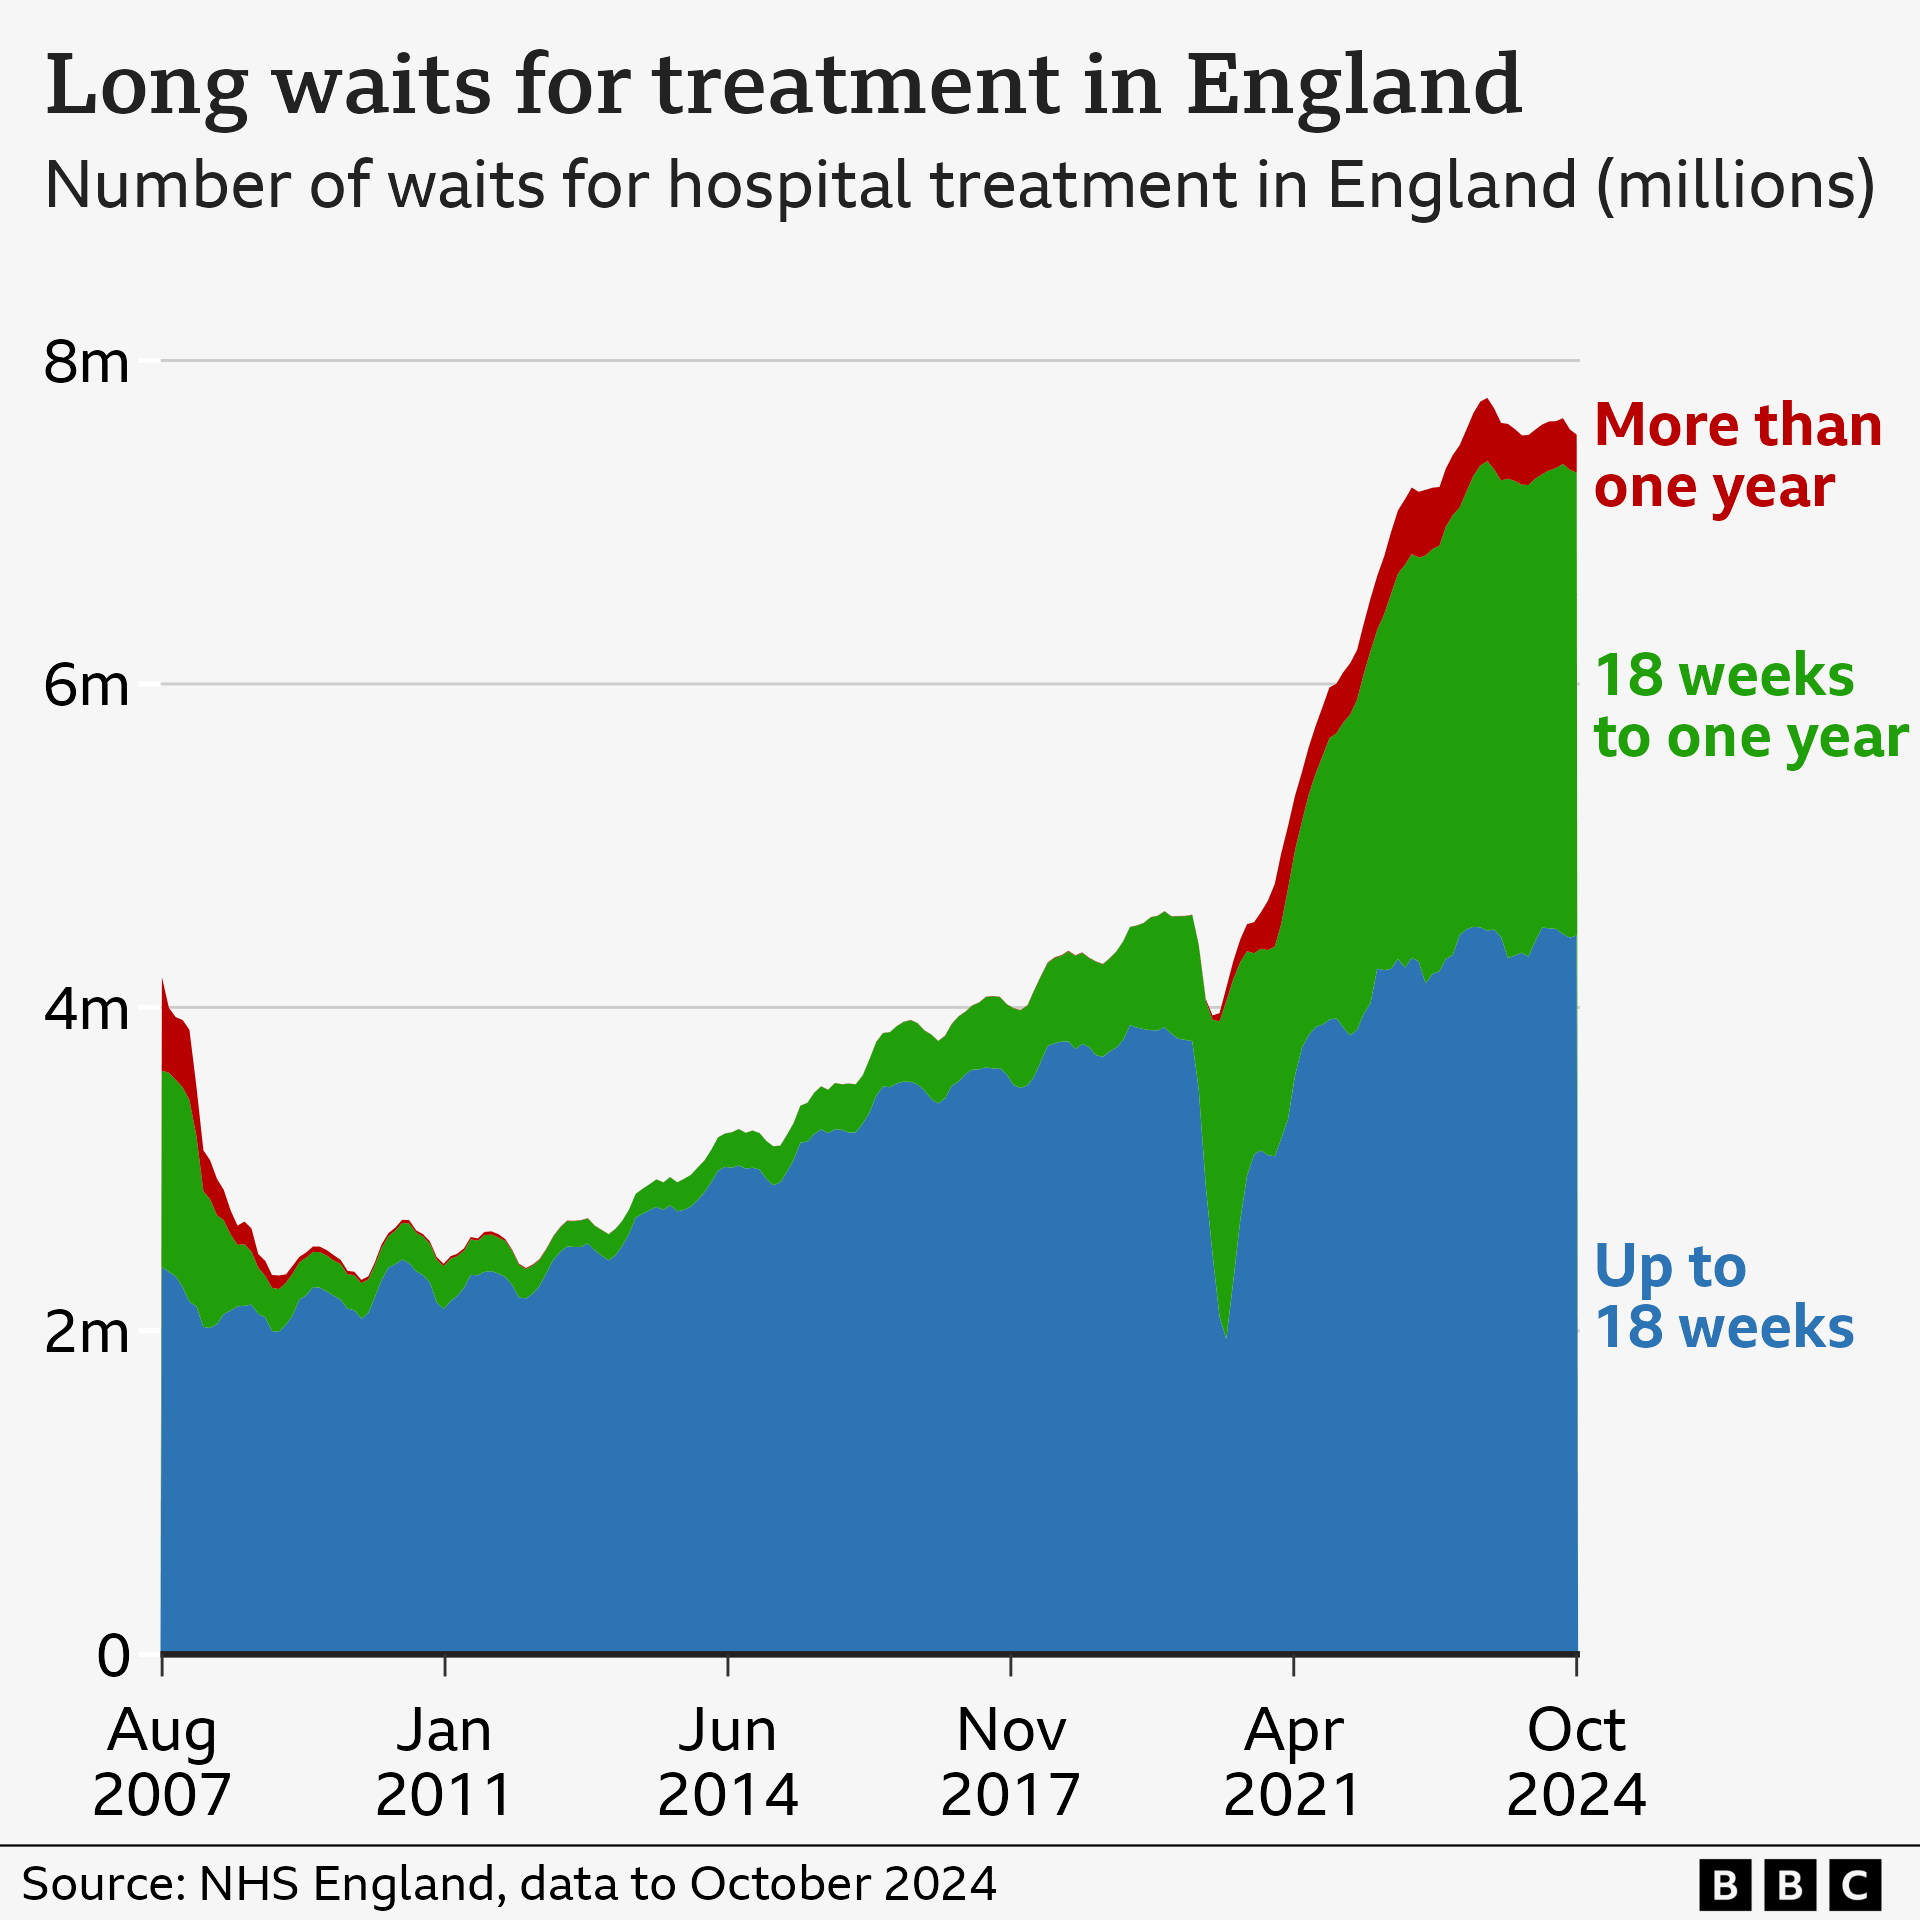 Long waits for treatment in England
Number of waits for hospital treatment in England (millions)
8m
More than
one year
6m
18 weeks
to one year
4m
2m
Up to
18 weeks
0
Aug
2007
Jan
2011
Jun
2014
Nov
2017
Apr
2021
Oct
2024
Source: NHS England, data to October 2024
BBC